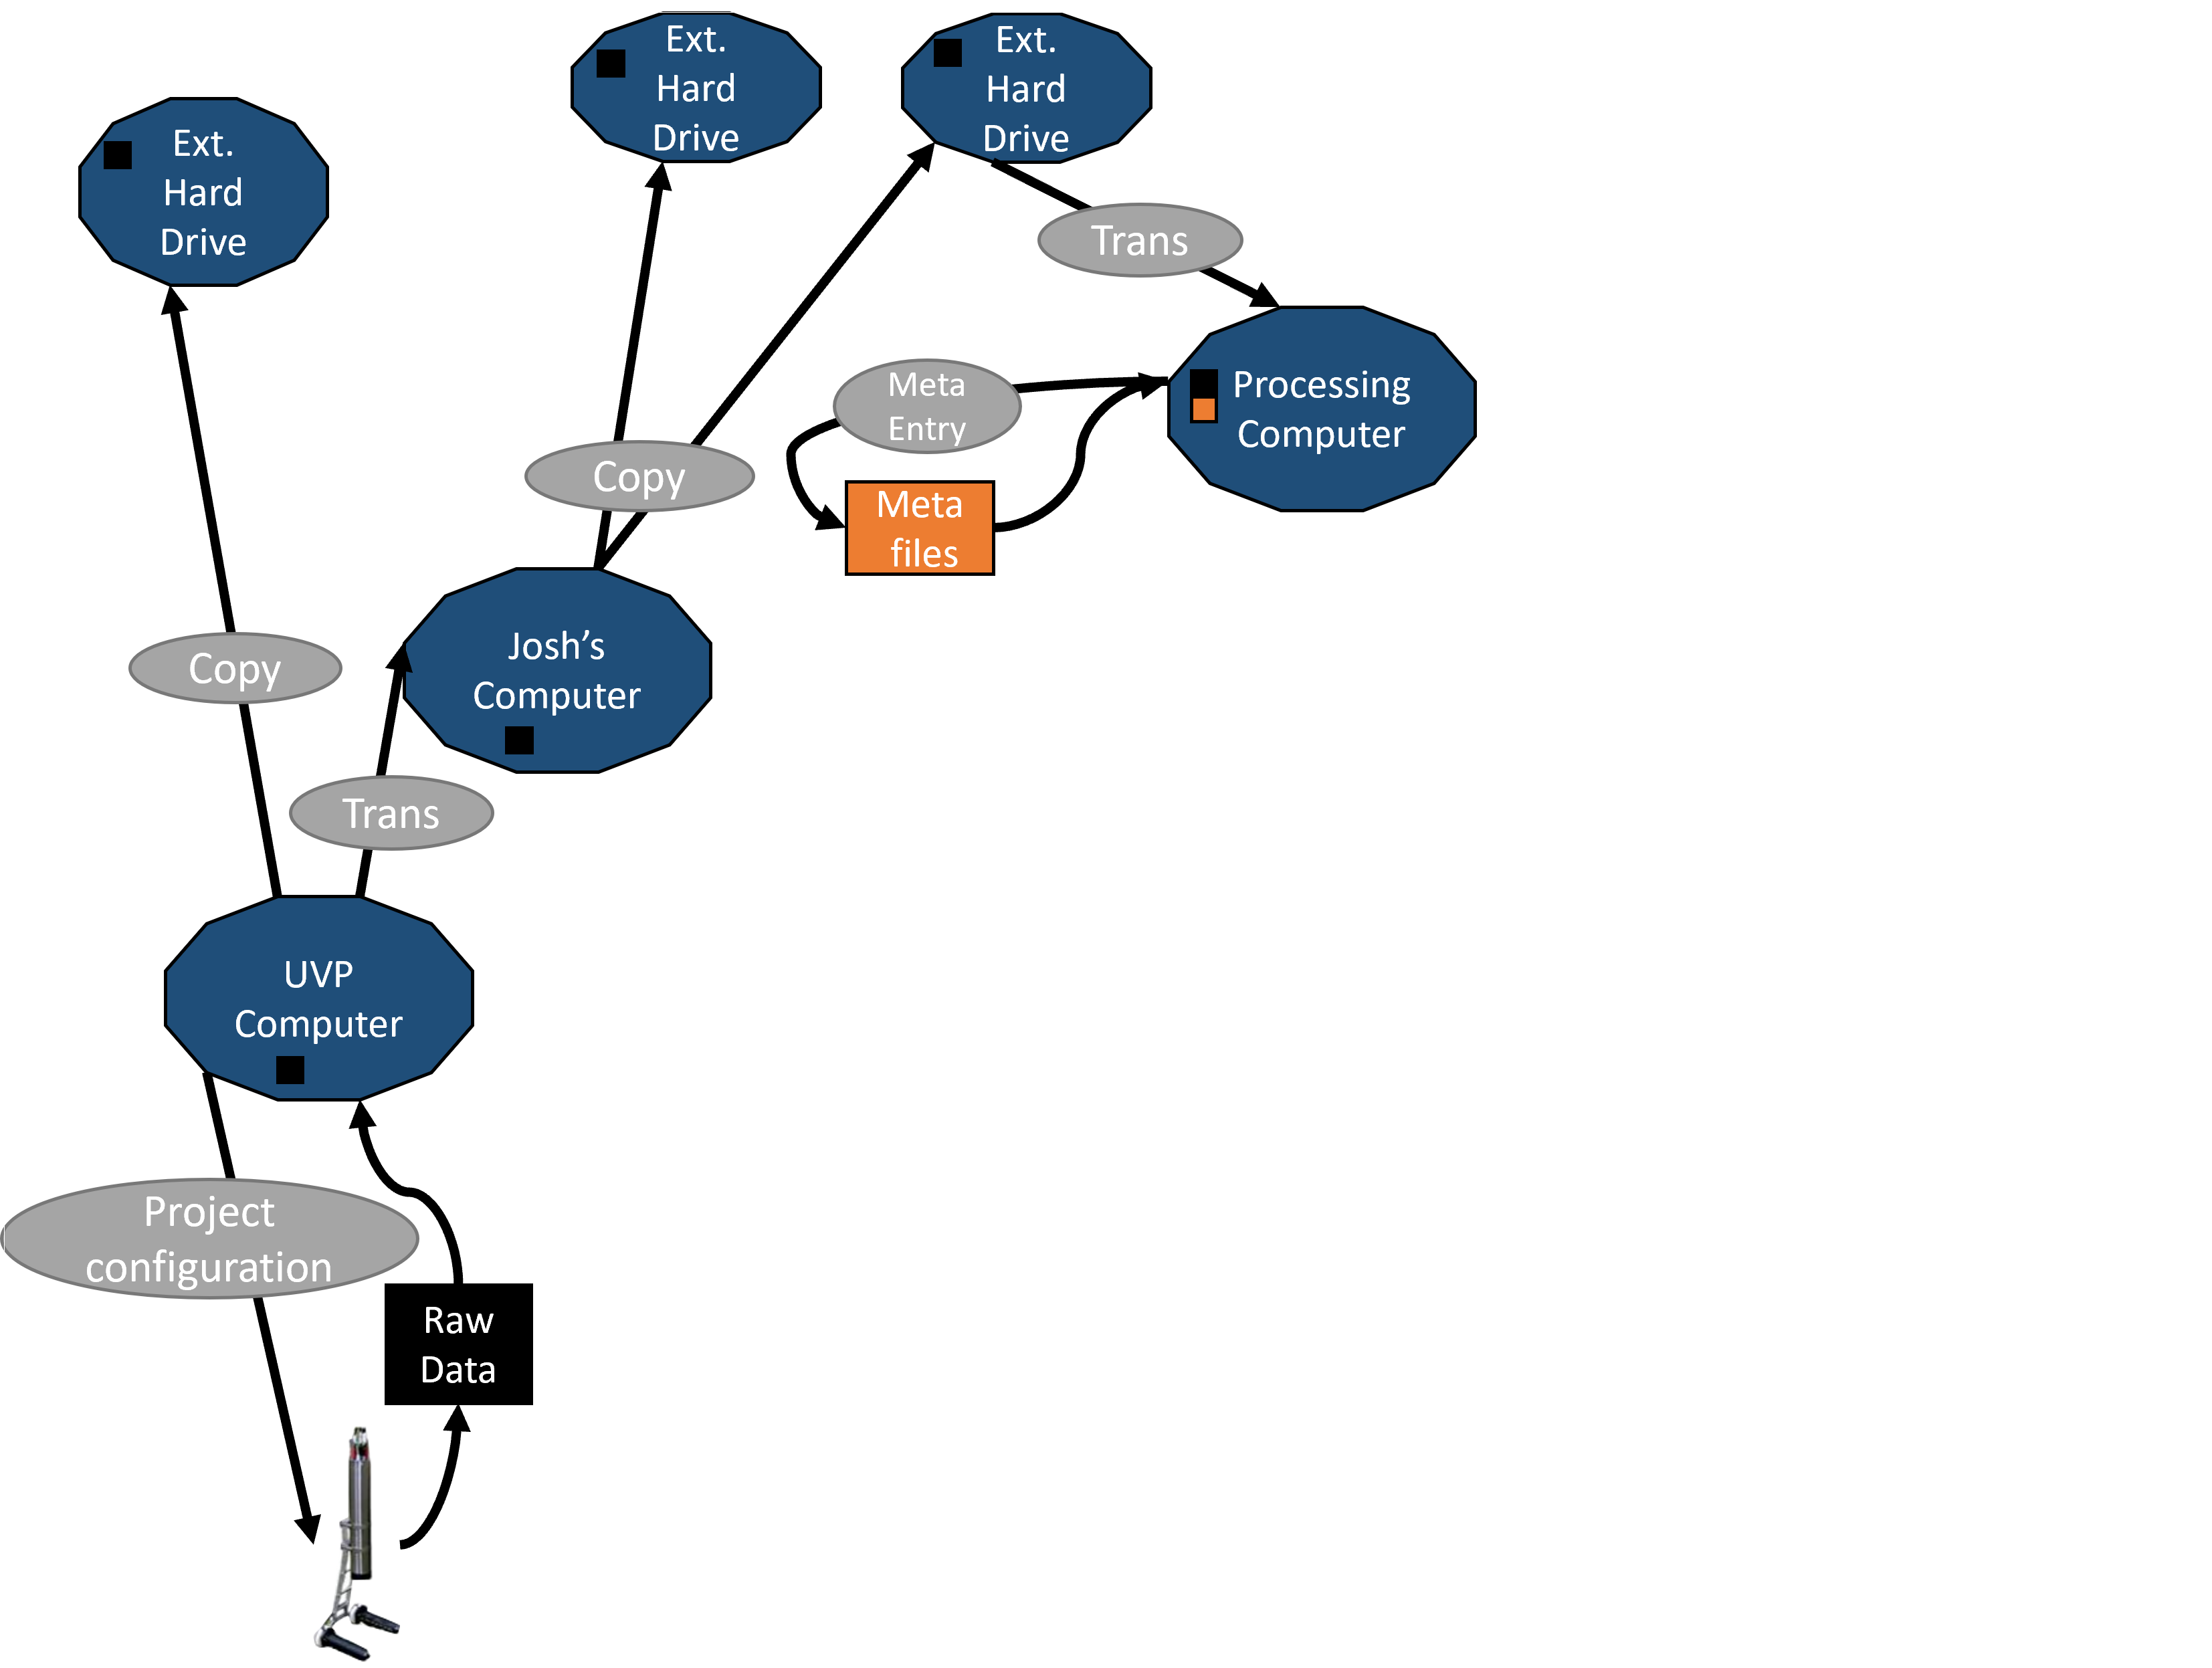 Ext.
Hard
Drive
Ext.
Hard
Drive
Ext.
Hard
Drive
Trans
Meta
Entry
Processing
Computer
Copy
Meta
files
Josh's
Computer
Copy
Trans
UVP
Computer
Project
configuration
Raw
Data